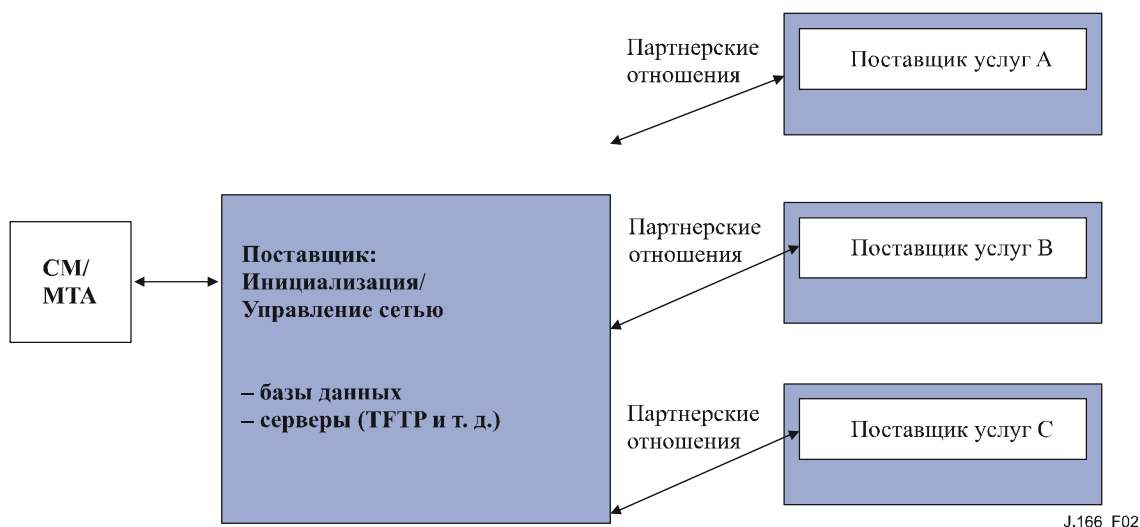 Партнерские
отношения
Поставщик услуг A
CM/
MTA
Поставщик:
Инициализация/
Управление сетью
– базы данных
– серверы (TFTP и т. д.)
Партнерские
отношения
Поставщик услуг B
Партнерские
отношения
Поставщик услуг C
J.166_F02